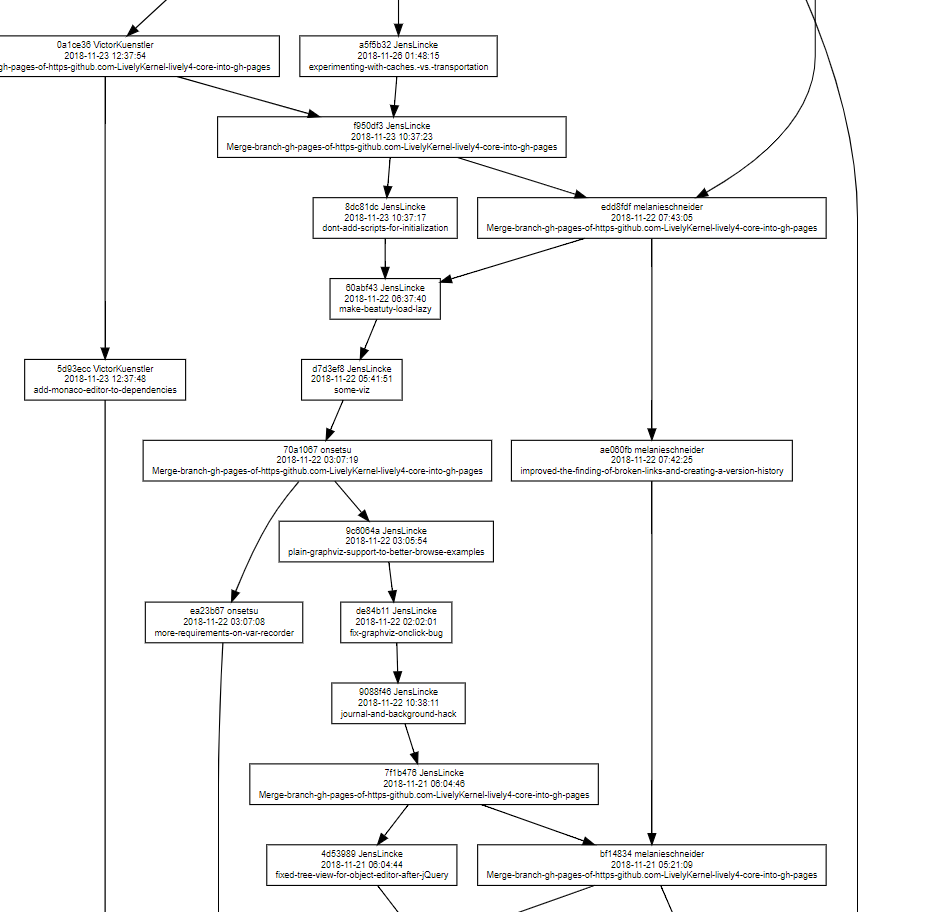 0a1ce36 VictorKuenstler
2018-11-23 12:37:54
gh-pages-of-https-github.com-LivelyKernel-lively4-core-into-gh-pages
a5f5b32 JensLincke
2018-11-26 01:48:15
experimenting-with-caches.-vs.-transportation
f950df3 JensLincke
2018-11-23 10:37:23
Merge-branch-gh-pages-of-https-github.com-LivelyKernel-lively4-core-into-gh-pages
8dc81dc JensLincke
2018-11-23 10:37:17
dont-add-scripts-for-initialization
edd8fdf melanieschneider
2018-11-22 07:43:05
Merge-branch-gh-pages-of-https-github.com-LivelyKernel-lively4-core-into-gh-pages
60abf43 JensLincke
2018-11-22 06:37:40
make-beatuty-load-lazy
5d93ecc VictorKuenstler
2018-11-23 12:37:48
add-monaco-editor-to-dependencies
d7d3ef8 JensLincke
2018-11-22 05:41:51
some-viz
70a1067 onsetsu
2018-11-22 03:07:19
Merge-branch-gh-pages-of-https-github.com-LivelyKernel-lively4-core-into-gh-pages
ae060fb melanieschneider
2018-11-22 07:42:25
improved-the-finding-of-broken-links-and-creating-a-version-history
9c6064a JensLincke
2018-11-22 03:05:54
plain-graphviz-support-to-better-browse-examples
ea23b67 onsetsu
2018-11-22 03:07:08
more-requirements-on-var-recorder
de84b11 JensLincke
2018-11-22 02:02:01
fix-graphviz-onclick-bug
9088f46 JensLincke
2018-11-22 10:38:11
journal-and-background-hack
7f1b476 JensLincke
2018-11-21 06:04:46
Merge-branch-gh-pages-of-https-github.com-LivelyKernel-lively4-core-into-gh-pages
4d53989 JensLincke
2018-11-21 06:04:44
fixed-tree-view-for-object-editor-after-jQuery
bf14834 melanieschneider
2018-11-21 05:21:09
Merge-branch-gh-pages-of-https-github.com-LivelyKernel-lively4-core-into-gh-pages